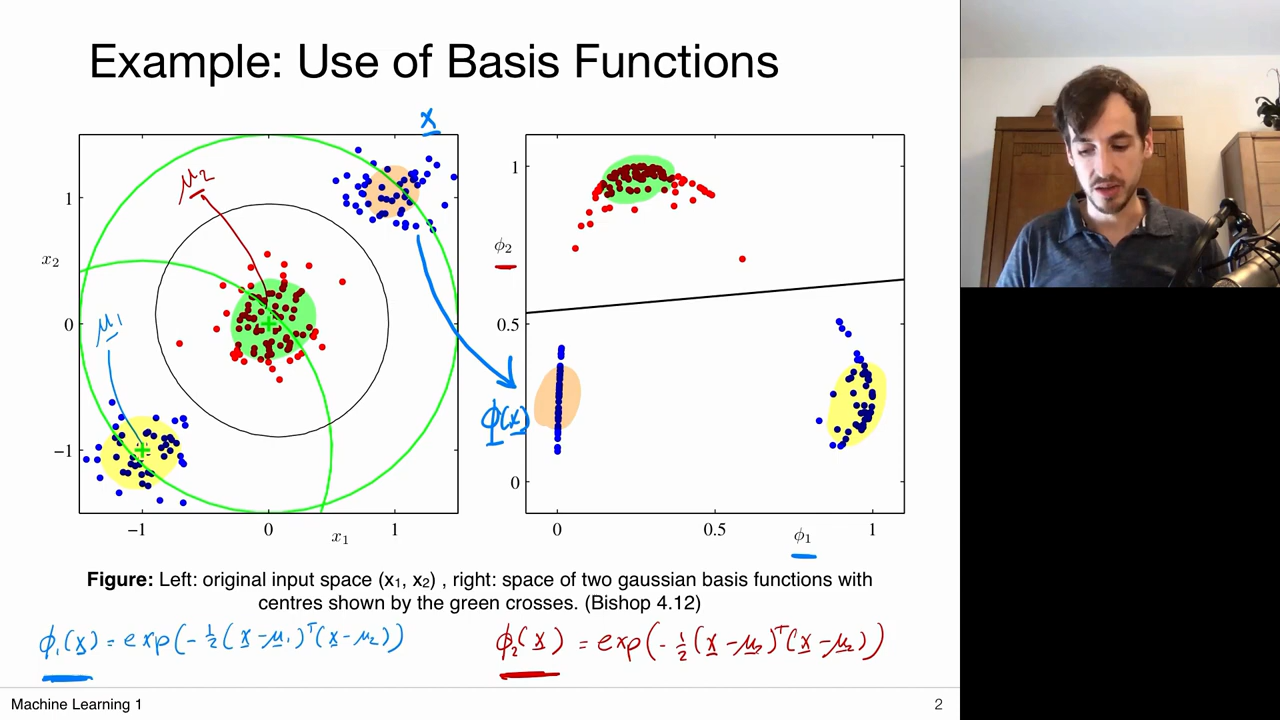 Example: Use of Basis Functions
x
μ2
1
1
x2
ϕ2
μ1
0
0.5
ϕ(x)
−1
0
−1
0
1
0
0.5
1
x1
ϕ1
Figure: Left: original input space (x1, x2) , right: space of two gaussian basis functions with
centres shown by the green crosses. (Bishop 4.12)
ϕ1(x) = exp(-½(x-μ1)ᵀ(x-μ2))
ϕ2(x) = exp(-½(x-μ2)ᵀ(x-μ2))
Machine Learning 1
2